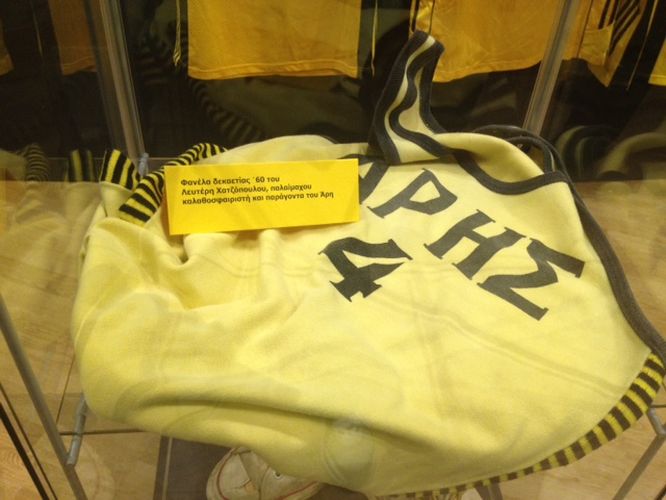 Φανέλα δεκαετίας ΄60 του
Λευτέρη Χατζόπουλου, παλαίμαχου
καλαθοσφαιριστή και παράγοντα του Άρη
ΑΡΗΣ
4